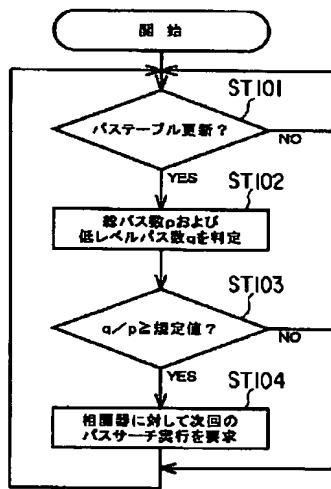 開始
ST101
パステーブル更新？
NO
YES
ST102
総パス数pおよび
低レベルパス数qを判定
ST103
q／p≧規定値？
NO
YES
ST104
相関器に対して次回の
パスサーチ実行を要求